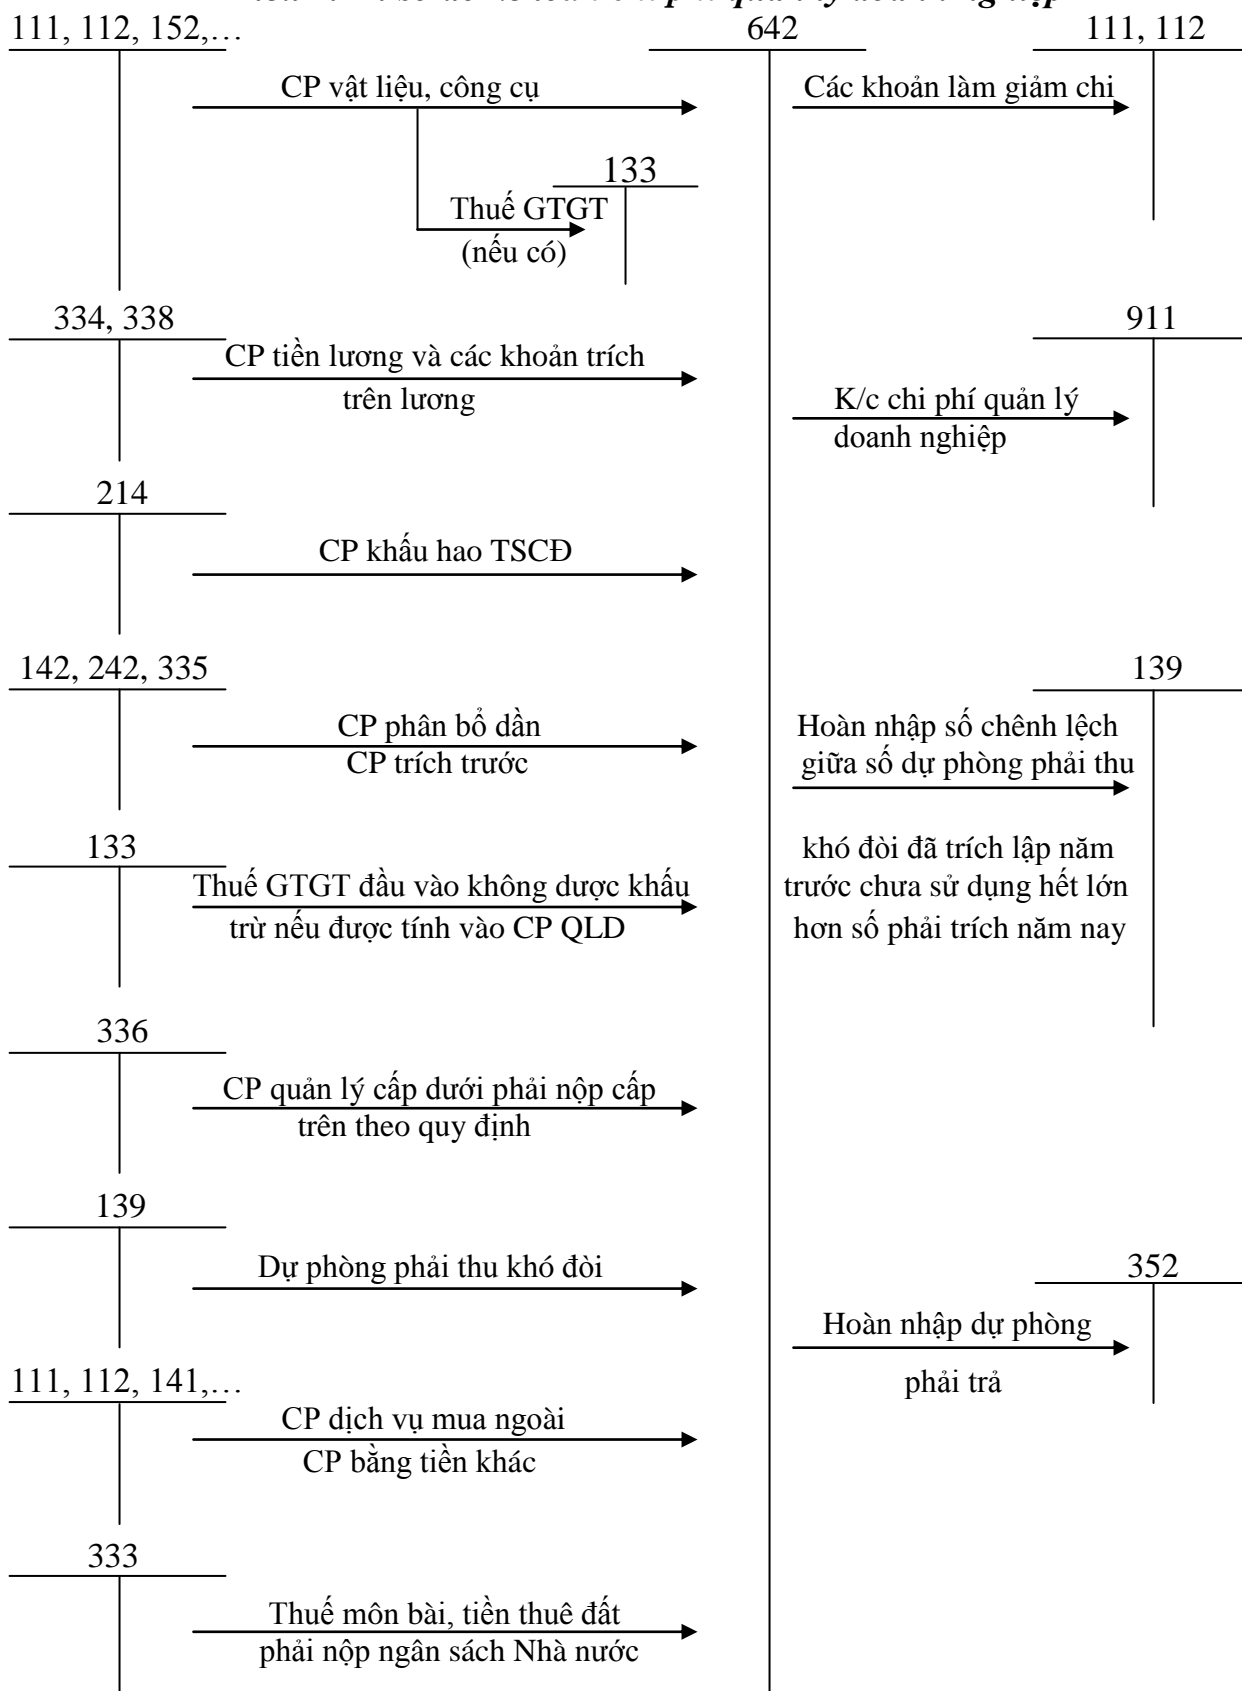 111, 112, 152,…
642
111, 112
CP vật liệu, công cụ
Các khoản làm giảm chi
133
Thuế GTGT
(nếu có)
334, 338
911
CP tiền lương và các khoản trích
trên lương
K/c chi phí quản lý
doanh nghiệp
214
CP khấu hao TSCĐ
142, 242, 335
139
CP phân bổ dần
CP trích trước
Hoàn nhập số chênh lệch
giữa số dự phòng phải thu
khó đòi đã trích lập năm
trước chưa sử dụng hết lớn
hơn số phải trích năm nay
133
Thuế GTGT đầu vào không dược khấu
trừ nếu được tính vào CP QLD
336
CP quản lý cấp dưới phải nộp cấp
trên theo quy định
139
Dự phòng phải thu khó đòi
352
Hoàn nhập dự phòng
phải trả
111, 112, 141,…
CP dịch vụ mua ngoài
CP bằng tiền khác
333
Thuế môn bài, tiền thuê đất
phải nộp ngân sách Nhà nước